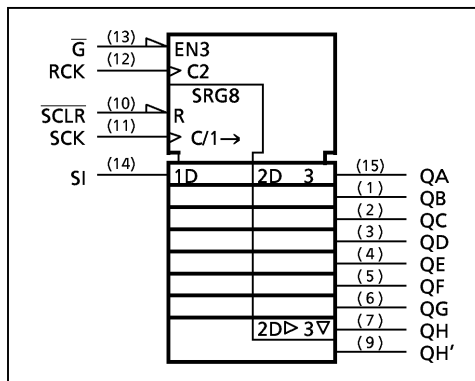 G (13) EN3
RCK (12) C2
SRG8
SCLR (10) R
SCK (11) C/1→
SI (14) 1D 2D 3 (15) QA
(1) QB
(2) QC
(3) QD
(4) QE
(5) QF
(6) QG
2D▷ 3▽ (7) QH
(9) QH’